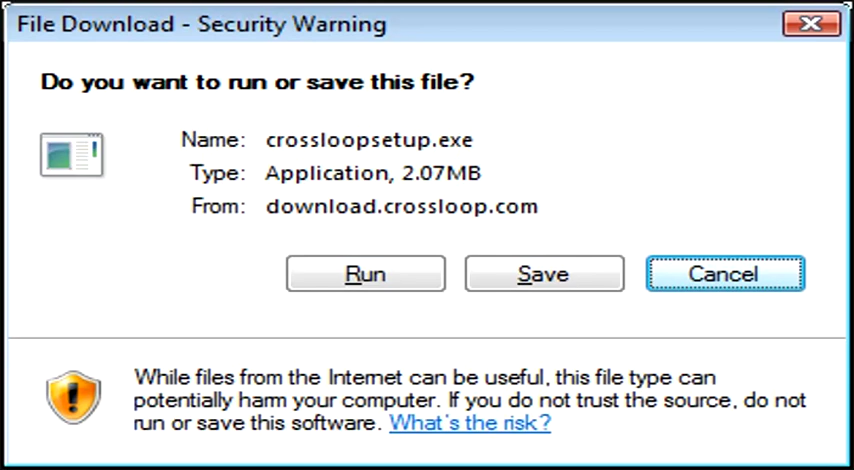 File Download - Security Warning
Do you want to run or save this file?
Name: crossloopsetup.exe
Type: Application, 2.07MB
From: download.crossloop.com
Run Save Cancel
While files from the Internet can be useful, this file type can
potentially harm your computer. If you do not trust the source, do not
run or save this software. What's the risk?